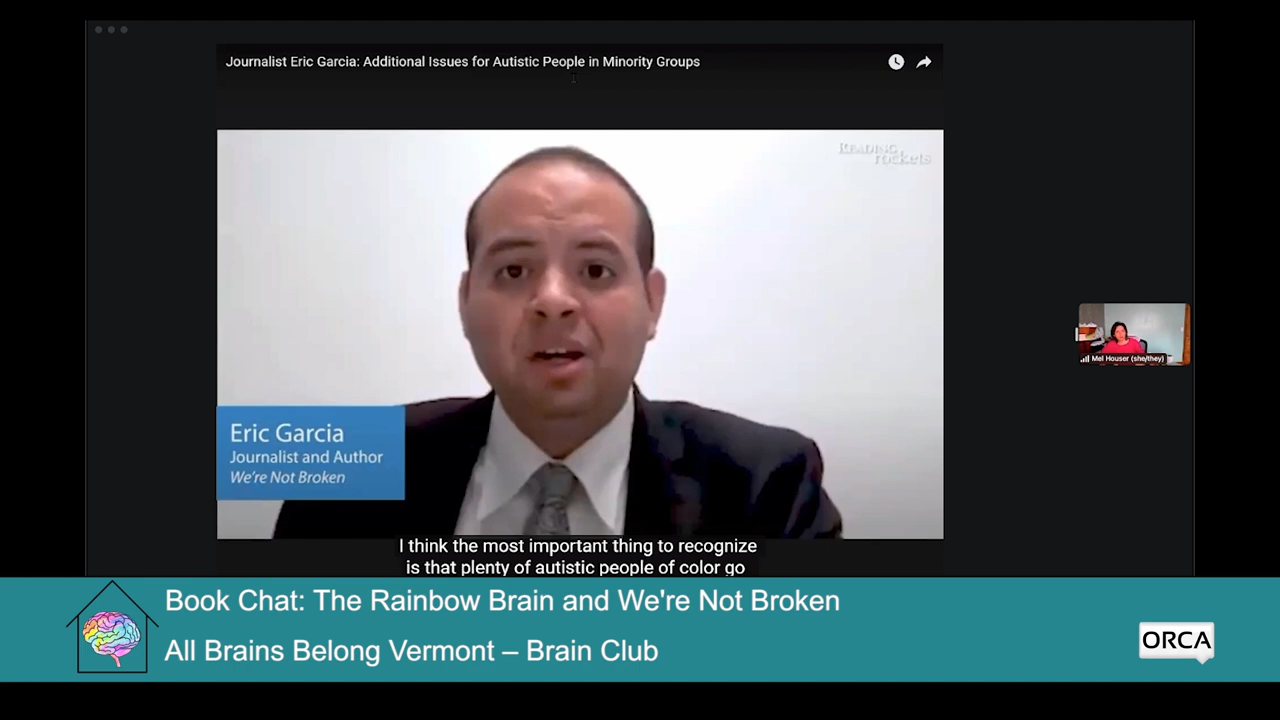 Journalist Eric Garcia: Additional Issues for Autistic People in Minority Groups
READING
rockets
Eric Garcia
Journalist and Author
We're Not Broken
Mel Houser (she/they)
I think the most important thing to recognize
is that plenty of autistic people of color go
Book Chat: The Rainbow Brain and We're Not Broken
All Brains Belong Vermont – Brain Club
ORCA